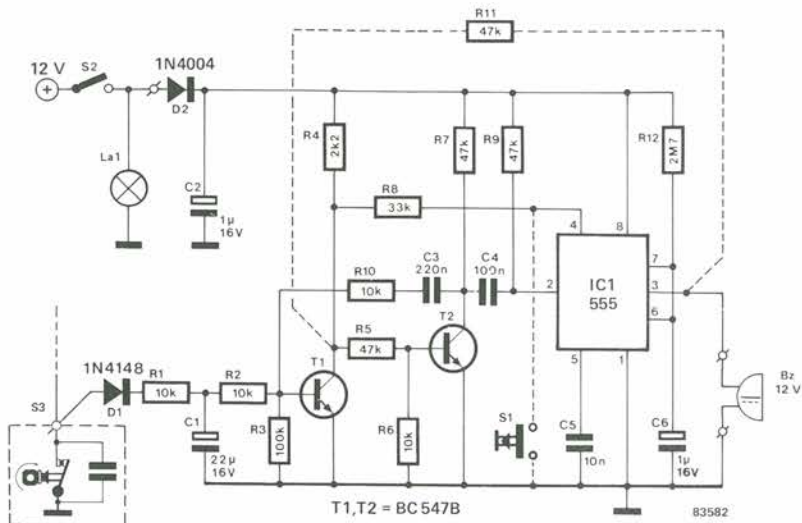 R11
47k
12 V
S2
1N4004
D2
La1
C2
1µ
16V
R4
2k2
R7
47k
R9
47k
R12
2M7
R8
33k
4
8
7
C3
220n
C4
100n
2
IC1
555
3
6
R10
10k
T2
R5
47k
T1
5
1
Bz
12 V
1N4148
D1
R1
10k
R2
10k
S3
C1
22µ
16V
R3
100k
R6
10k
S1
C5
10n
C6
1µ
16V
T1,T2 = BC 547B
83582